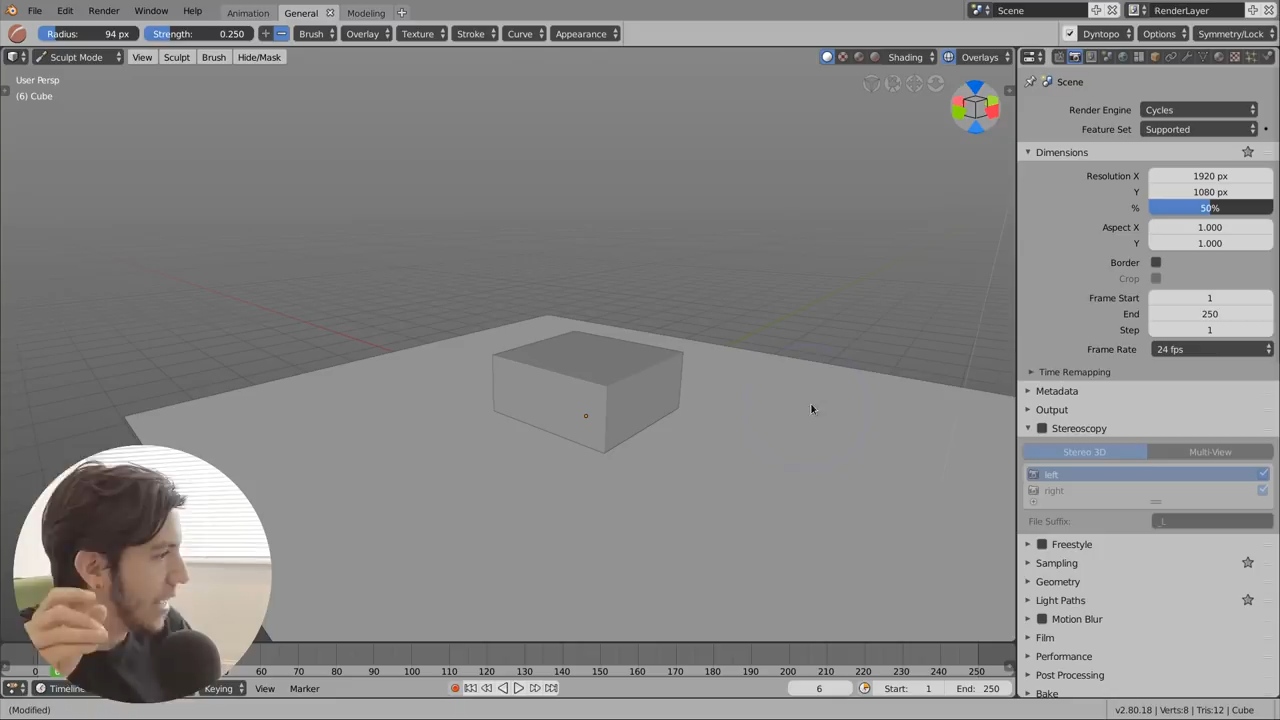 File Edit Render Window Help Animation General Modeling Scene RenderLayer
Radius: 94 px Strength: 0.250 Brush Overlay Texture Stroke Curve Appearance Dyntopo Options Symmetry/Lock
Sculpt Mode View Sculpt Brush Hide/Mask Shading Overlays
User Persp
(6) Cube
Scene
Render Engine Cycles
Feature Set Supported
Dimensions
Resolution X 1920 px
Y 1080 px
% 50%
Aspect X 1.000
Y 1.000
Border
Crop
Frame Start 1
End 250
Step 1
Frame Rate 24 fps
Time Remapping
Metadata
Output
Stereoscopy
Stereo 3D Multi-View
left
right
File Suffix: _L
Freestyle
Sampling
Geometry
Light Paths
Motion Blur
Film
Performance
Post Processing
Bake
0 60 70 80 90 100 110 120 130 140 150 160 170 180 190 200 210 220 230 240 250
Timeline Keying View Marker 6 Start: 1 End: 250
(Modified) v2.80.18 | Verts:8 | Tris:12 | Cube